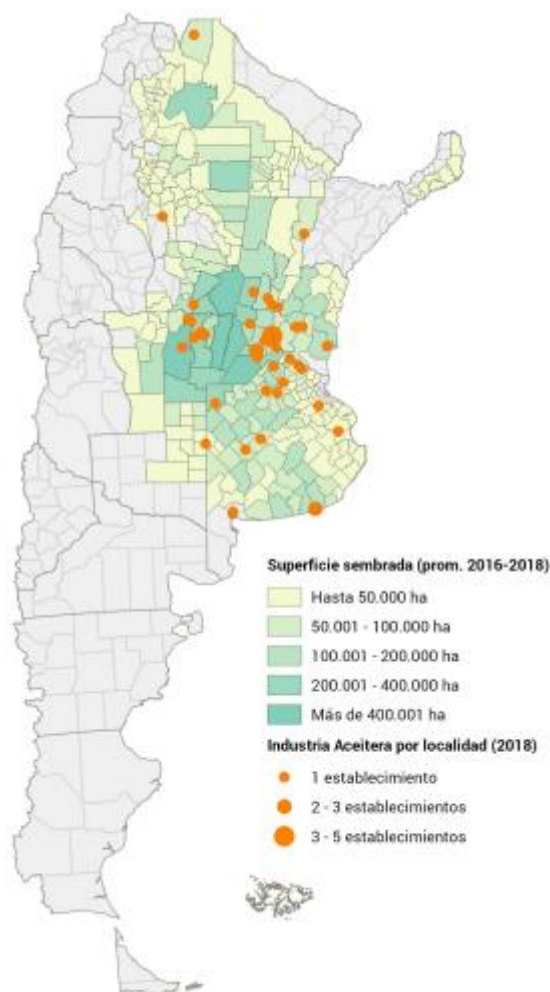 Superficie sembrada (prom. 2016-2018)
Hasta 50.000 ha
50.001 - 100.000 ha
100.001 - 200.000 ha
200.001 - 400.000 ha
Más de 400.001 ha
Industria Aceitera por localidad (2018)
1 establecimiento
2 - 3 establecimientos
3 - 5 establecimientos